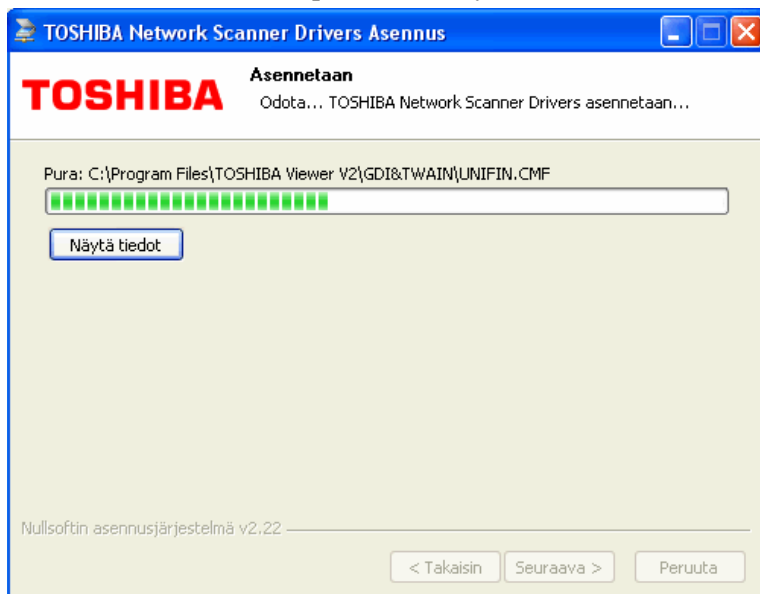 TOSHIBA Network Scanner Drivers Asennus
TOSHIBA
Asennetaan
Odota... TOSHIBA Network Scanner Drivers asennetaan...
Pura: C:\Program Files\TOSHIBA Viewer V2\GDI&TWAIN\UNIFIN.CMF
Näytä tiedot
Nullsoftin asennusjärjestelmä v2.22
< Takaisin
Seuraava >
Peruuta